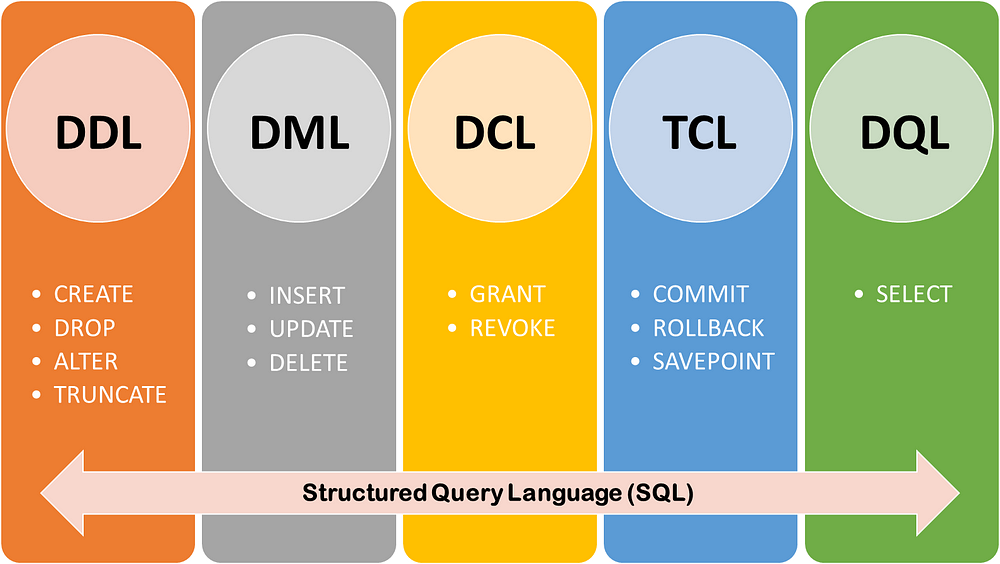 DDL
• CREATE
• DROP
• ALTER
• TRUNCATE
DML
• INSERT
• UPDATE
• DELETE
DCL
• GRANT
• REVOKE
TCL
• COMMIT
• ROLLBACK
• SAVEPOINT
DQL
• SELECT
Structured Query Language (SQL)